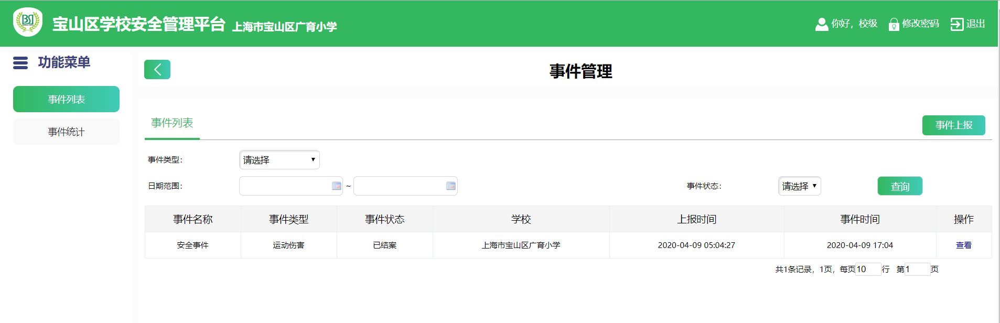 宝山区学校安全管理平台 上海市宝山区广育小学
你好，校级 修改密码 退出
功能菜单
事件管理
事件列表
事件统计
事件列表
事件上报
事件类型： 请选择
日期范围： ~ 事件状态： 请选择 查询
事件名称 事件类型 事件状态 学校 上报时间 事件时间 操作
安全事件 运动伤害 已结案 上海市宝山区广育小学 2020-04-09 05:04:27 2020-04-09 17:04 查看
共1条记录，1页，每页10行 第1页